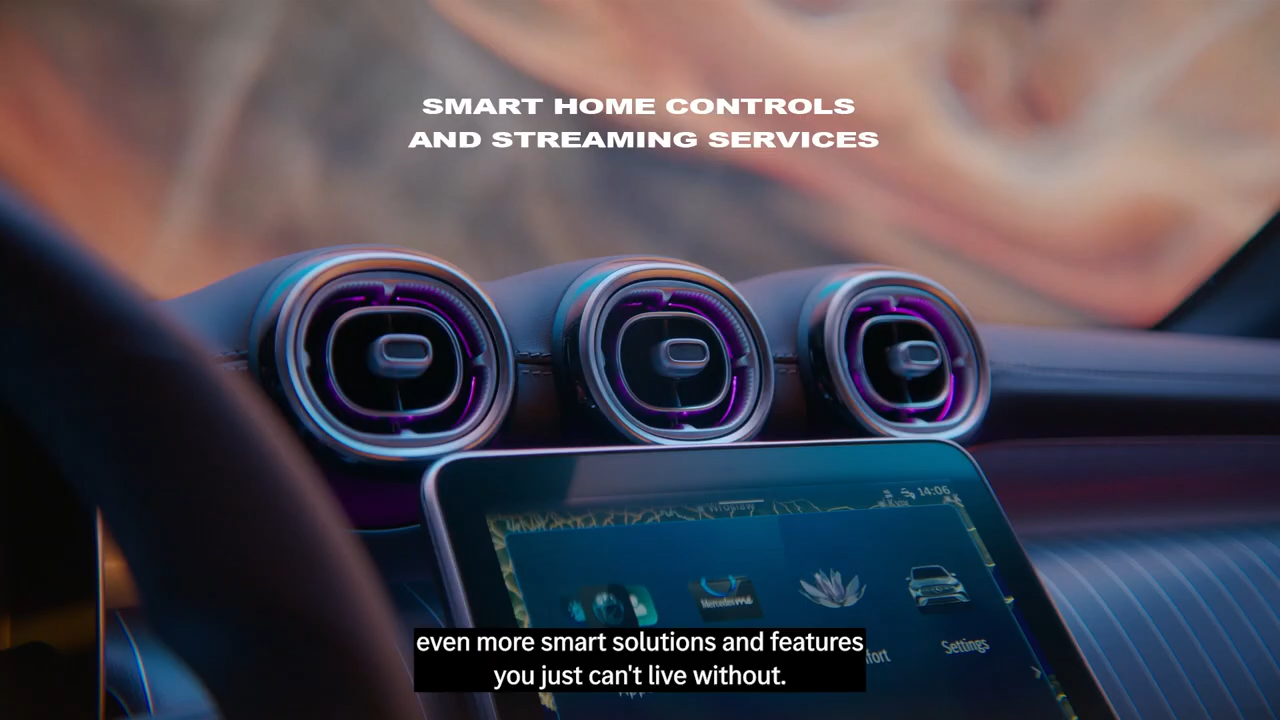 SMART HOME CONTROLS
AND STREAMING SERVICES
14:06
Settings
even more smart solutions and features
you just can't live without.